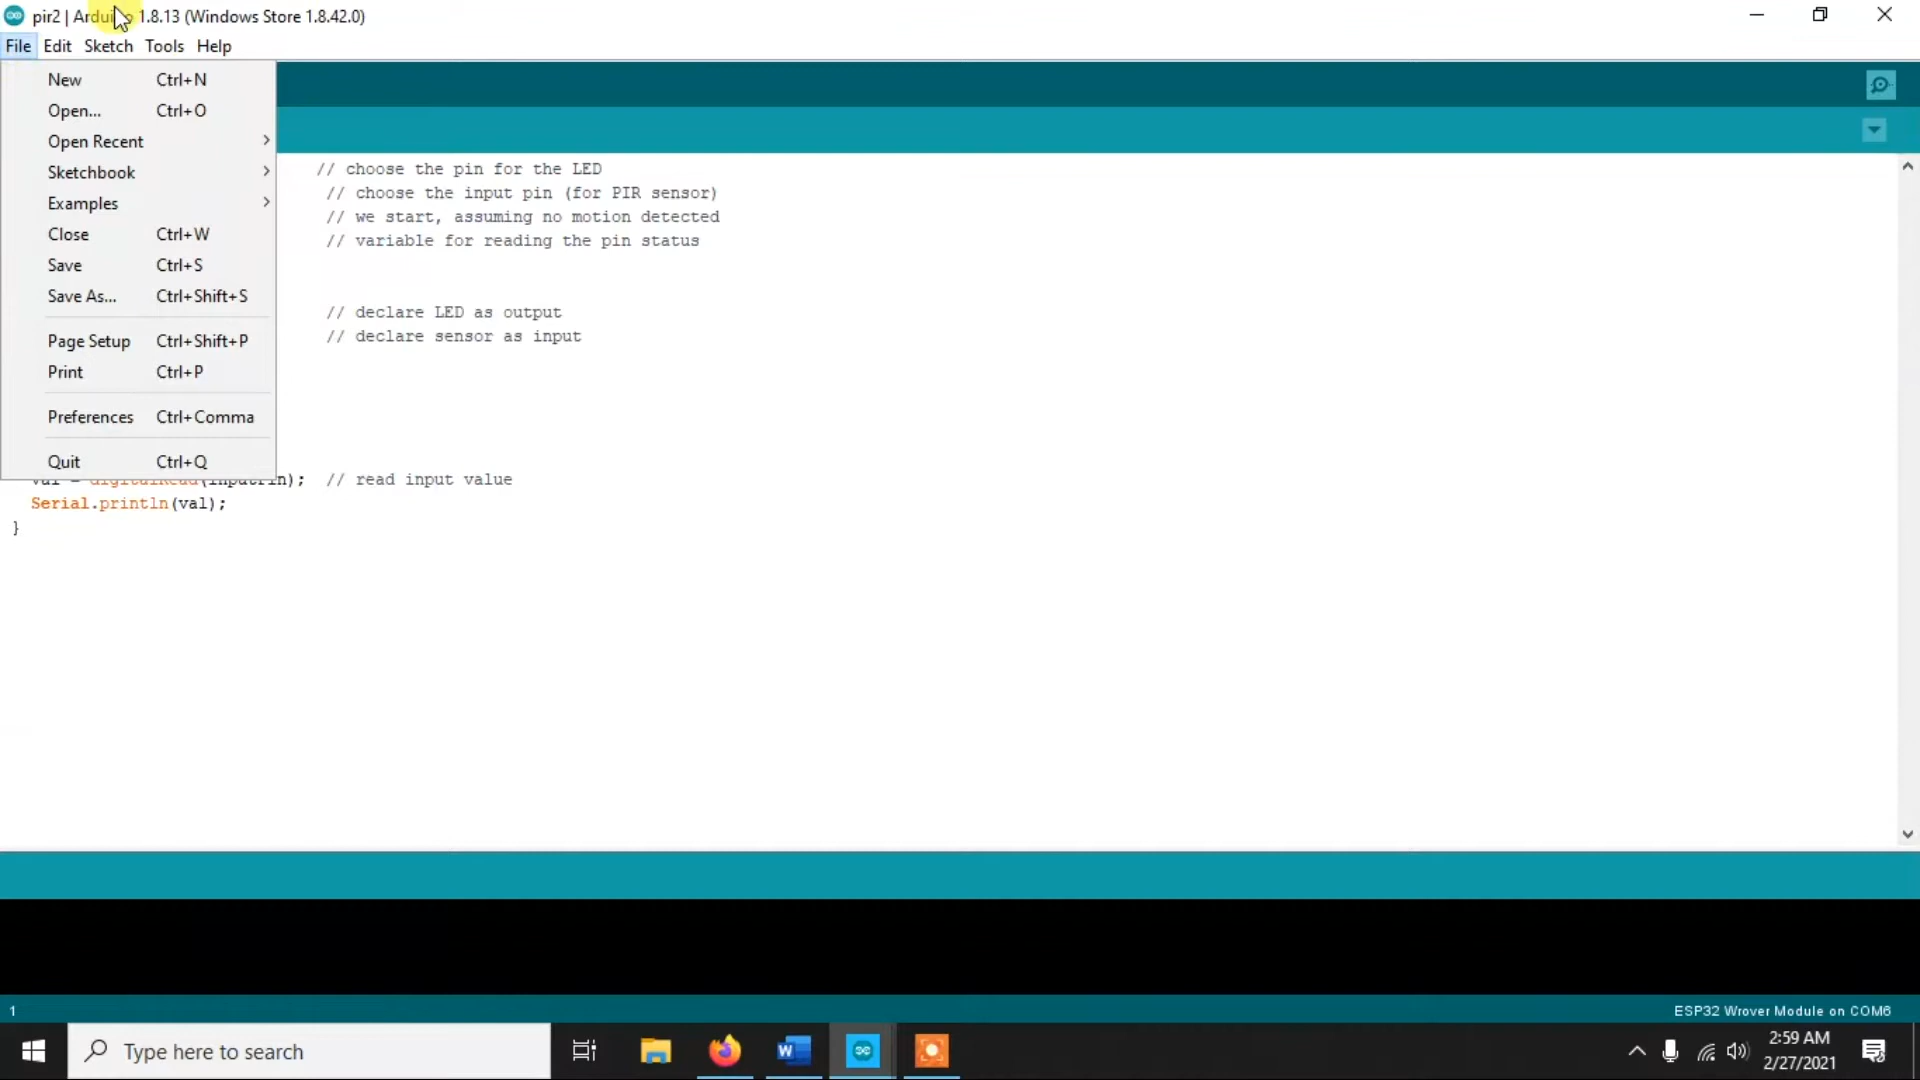 pir2 | Arduino 1.8.13 (Windows Store 1.8.42.0)
File Edit Sketch Tools Help
New Ctrl+N
Open... Ctrl+O
Open Recent
Sketchbook
Examples
Close Ctrl+W
Save Ctrl+S
Save As... Ctrl+Shift+S
Page Setup Ctrl+Shift+P
Print Ctrl+P
Preferences Ctrl+Comma
Quit Ctrl+Q
// choose the pin for the LED
// choose the input pin (for PIR sensor)
// we start, assuming no motion detected
// variable for reading the pin status
// declare LED as output
// declare sensor as input
val = digitalRead(inputPin); // read input value
Serial.println(val);
}
1
ESP32 Wrover Module on COM6
Type here to search
2:59 AM
2/27/2021